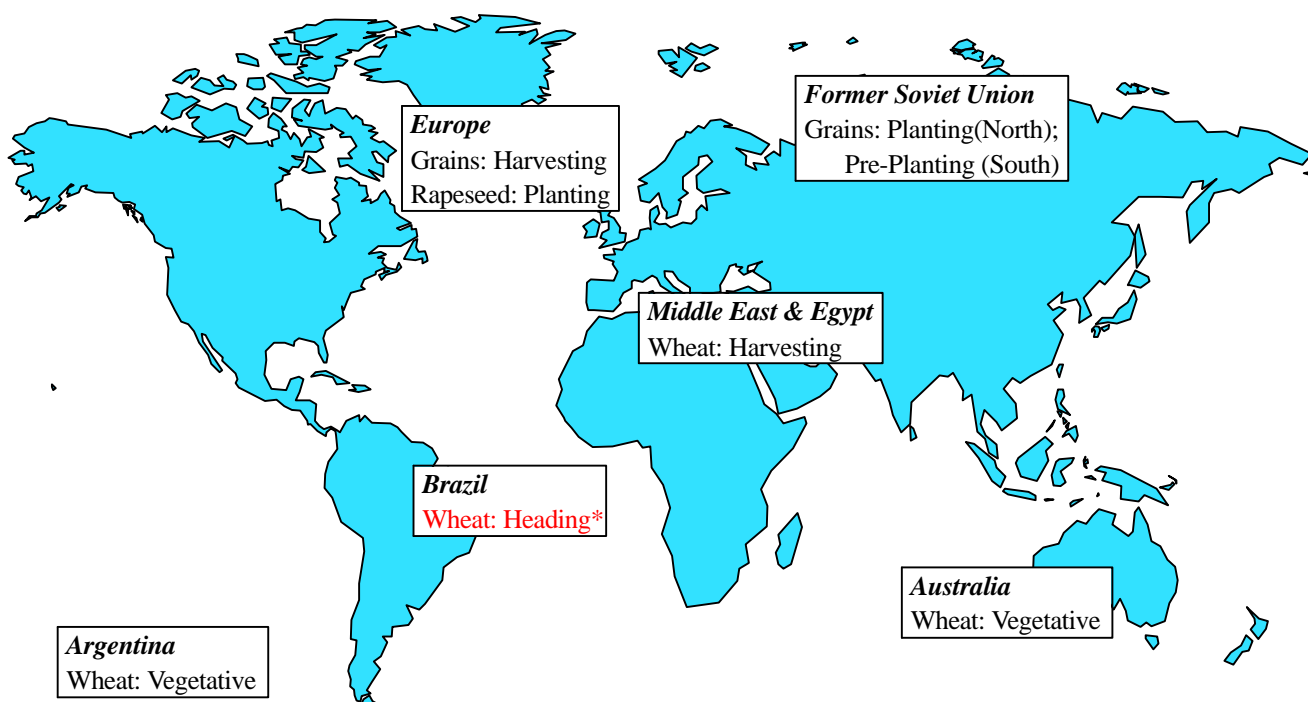 Former Soviet Union
Grains: Planting(North);
Pre-Planting (South)
Europe
Grains: Harvesting
Rapeseed: Planting
Middle East & Egypt
Wheat: Harvesting
Brazil
Wheat: Heading*
Australia
Wheat: Vegetative
Argentina
Wheat: Vegetative